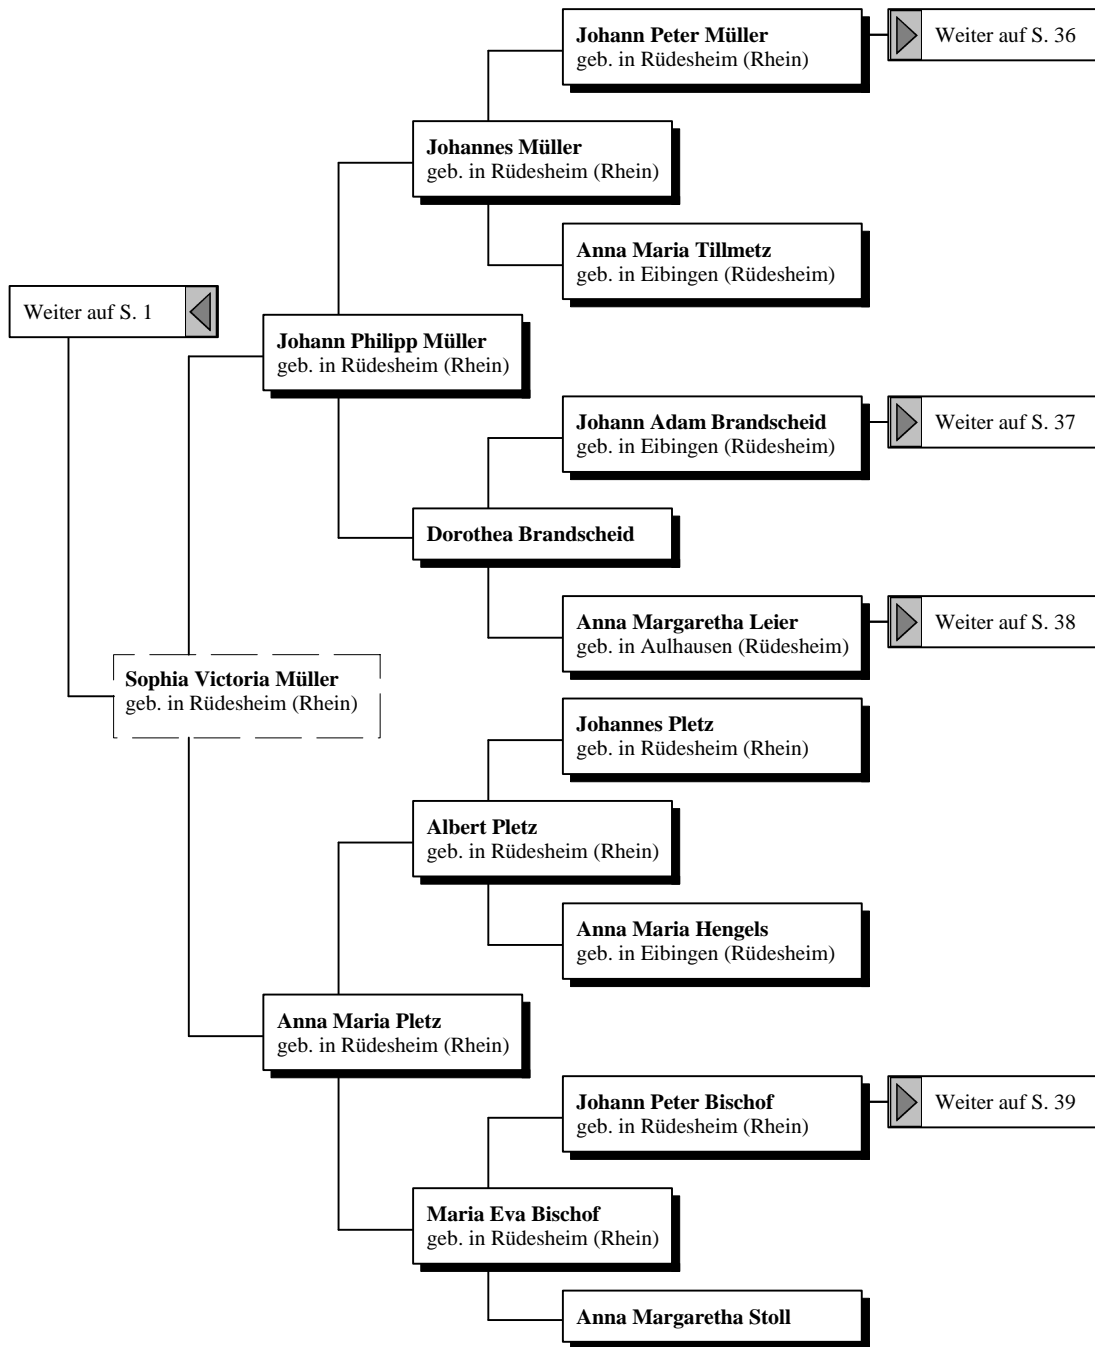 Johann Peter Müller
geb. in Rüdesheim (Rhein)
Weiter auf S. 36
Johannes Müller
geb. in Rüdesheim (Rhein)
Anna Maria Tillmetz
geb. in Eibingen (Rüdesheim)
Weiter auf S. 1
Johann Philipp Müller
geb. in Rüdesheim (Rhein)
Johann Adam Brandscheid
geb. in Eibingen (Rüdesheim)
Weiter auf S. 37
Dorothea Brandscheid
Anna Margaretha Leier
geb. in Aulhausen (Rüdesheim)
Weiter auf S. 38
Sophia Victoria Müller
geb. in Rüdesheim (Rhein)
Johannes Pletz
geb. in Rüdesheim (Rhein)
Albert Pletz
geb. in Rüdesheim (Rhein)
Anna Maria Hengels
geb. in Eibingen (Rüdesheim)
Anna Maria Pletz
geb. in Rüdesheim (Rhein)
Johann Peter Bischof
geb. in Rüdesheim (Rhein)
Weiter auf S. 39
Maria Eva Bischof
geb. in Rüdesheim (Rhein)
Anna Margaretha Stoll